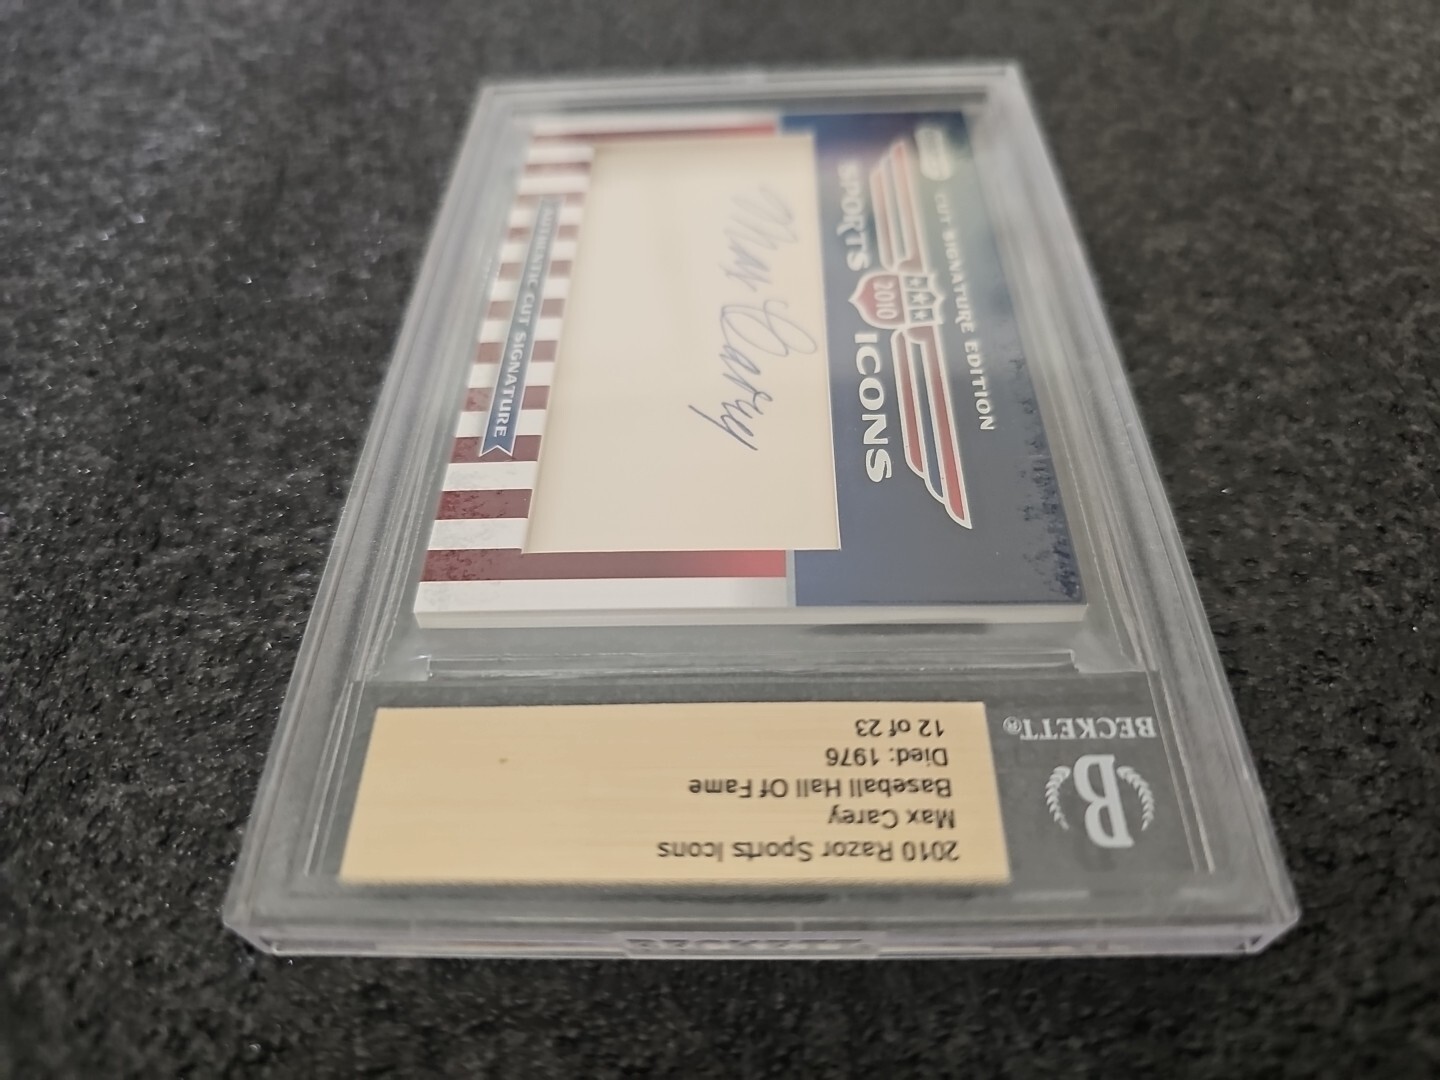 2010 Razor Sports Icons
Max Carey
Baseball Hall Of Fame
Died: 1976
12 of 23
B
BECKETT®
CUT SIGNATURE EDITION
SPORTS ICONS
2010
Max Carey
AUTHENTIC CUT SIGNATURE